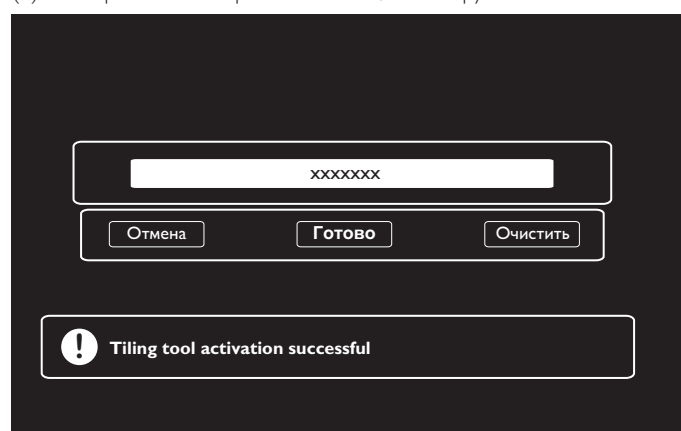 xxxxxxx
Отмена Готово Очистить
! Tiling tool activation successful